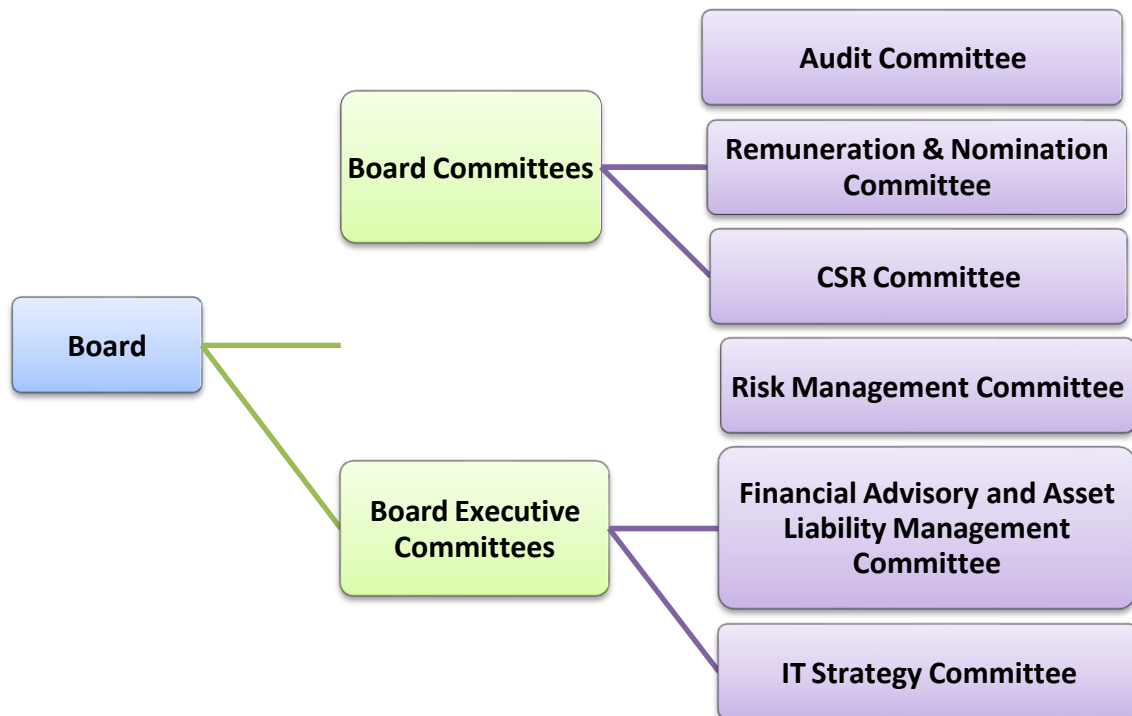 Board
Board Committees
Audit Committee
Remuneration & Nomination
Committee
CSR Committee
Board Executive
Committees
Risk Management Committee
Financial Advisory and Asset
Liability Management
Committee
IT Strategy Committee